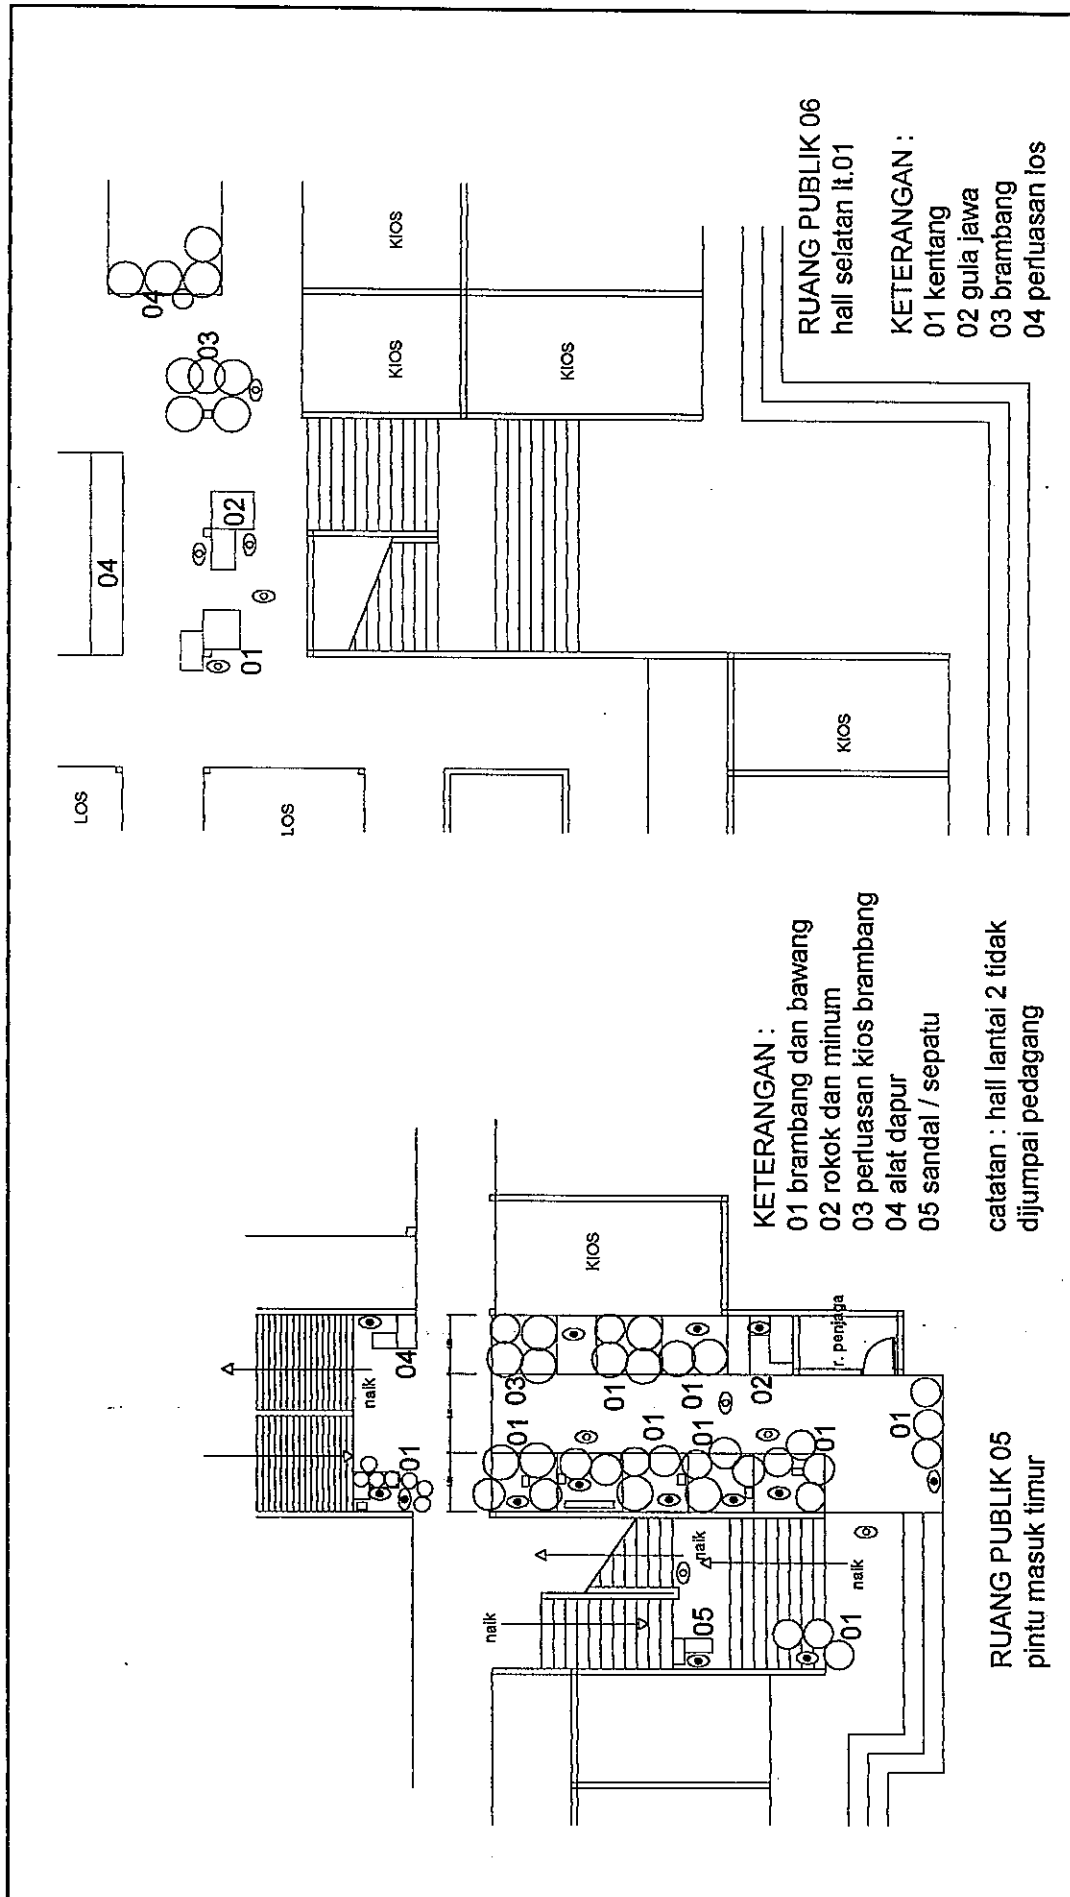 naik
04
01
03
01
01
01
01
01
02
01
01
r. penjaga
KIOS
naik
naik
naik
05
01
RUANG PUBLIK 05
pintu masuk timur
KETERANGAN :
01 brambang dan bawang
02 rokok dan minum
03 perluasan kios brambang
04 alat dapur
05 sandal / sepatu
catatan : hall lantai 2 tidak
dijumpai pedagang
LOS
LOS
04
04
03
02
01
KIOS
KIOS
KIOS
KIOS
RUANG PUBLIK 06
hall selatan lt.01
KETERANGAN :
01 kentang
02 gula jawa
03 brambang
04 perluasan los